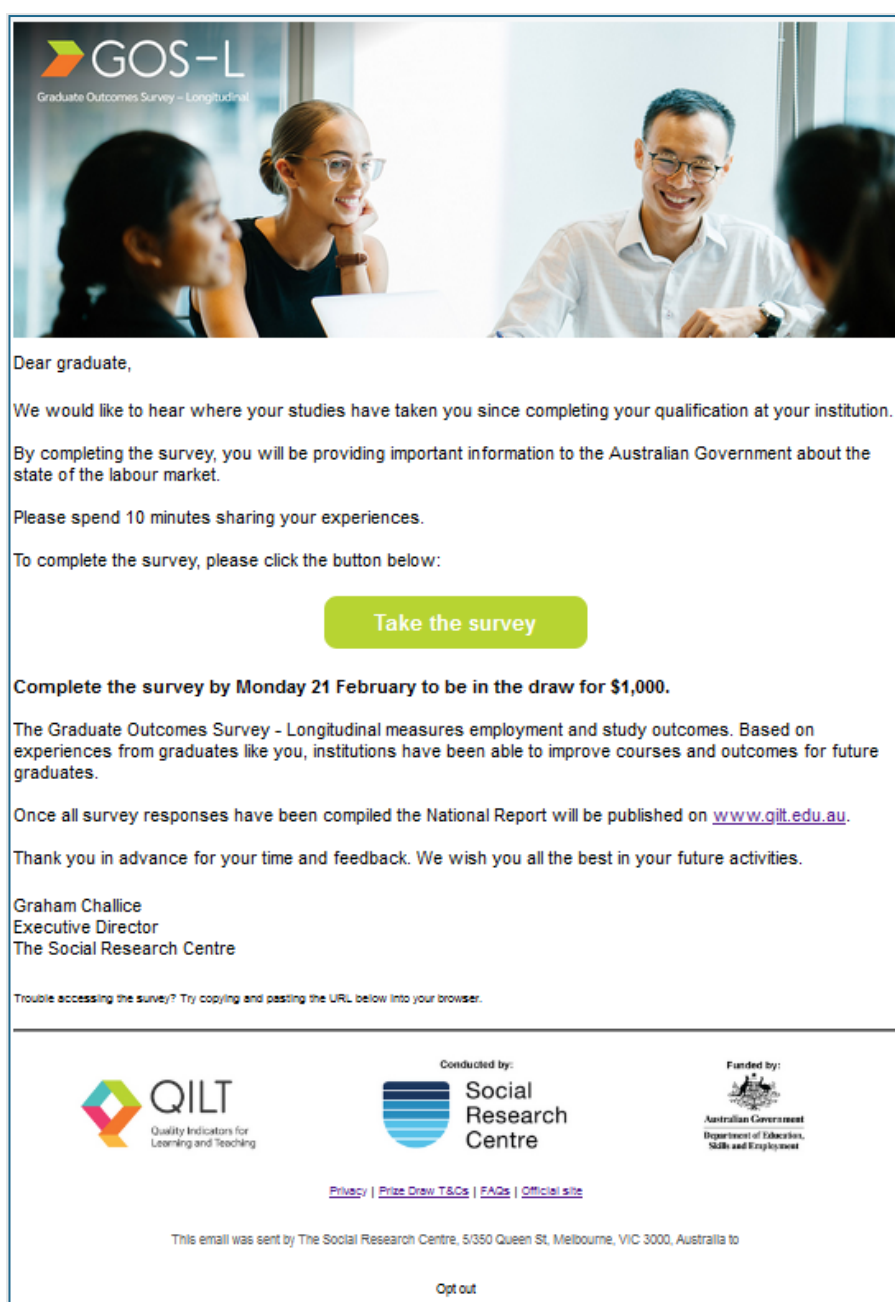 GOS-L
Graduate Outcomes Survey – Longitudinal
Dear graduate,
We would like to hear where your studies have taken you since completing your qualification at your institution.
By completing the survey, you will be providing important information to the Australian Government about the
state of the labour market.
Please spend 10 minutes sharing your experiences.
To complete the survey, please click the button below:
Take the survey
Complete the survey by Monday 21 February to be in the draw for $1,000.
The Graduate Outcomes Survey - Longitudinal measures employment and study outcomes. Based on
experiences from graduates like you, institutions have been able to improve courses and outcomes for future
graduates.
Once all survey responses have been compiled the National Report will be published on www.qilt.edu.au.
Thank you in advance for your time and feedback. We wish you all the best in your future activities.
Graham Challice
Executive Director
The Social Research Centre
Trouble accessing the survey? Try copying and pasting the URL below into your browser.
QILT
Quality Indicators for
Learning and Teaching
Conducted by:
Social
Research
Centre
Funded by:
Australian Government
Department of Education,
Skills and Employment
Privacy | Prize Draw T&Cs | FAQs | Official site
This email was sent by The Social Research Centre, 5/350 Queen St, Melbourne, VIC 3000, Australia to
Opt out